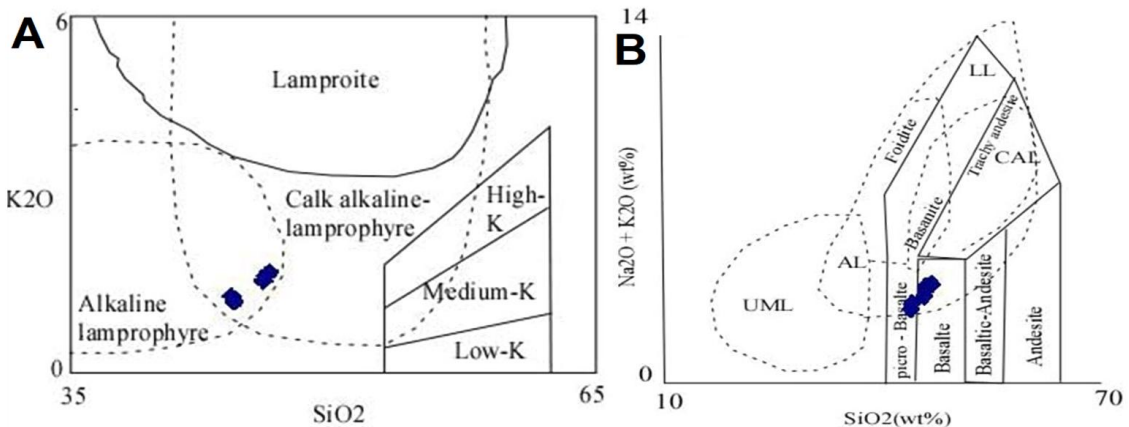 A
6
Lamproite
K2O
Calk alkaline-
lamprophyre
High-
K
Medium-K
Low-K
Alkaline
lamprophyre
0
35
65
SiO2
B
14
LL
Trachy andesite
CAL
Foidite
Na2O + K2O (wt%)
Basanite
AL
UML
picro - Basalte
Basalte
Basaltic-Andesite
Andesite
0
10
70
SiO2(wt%)